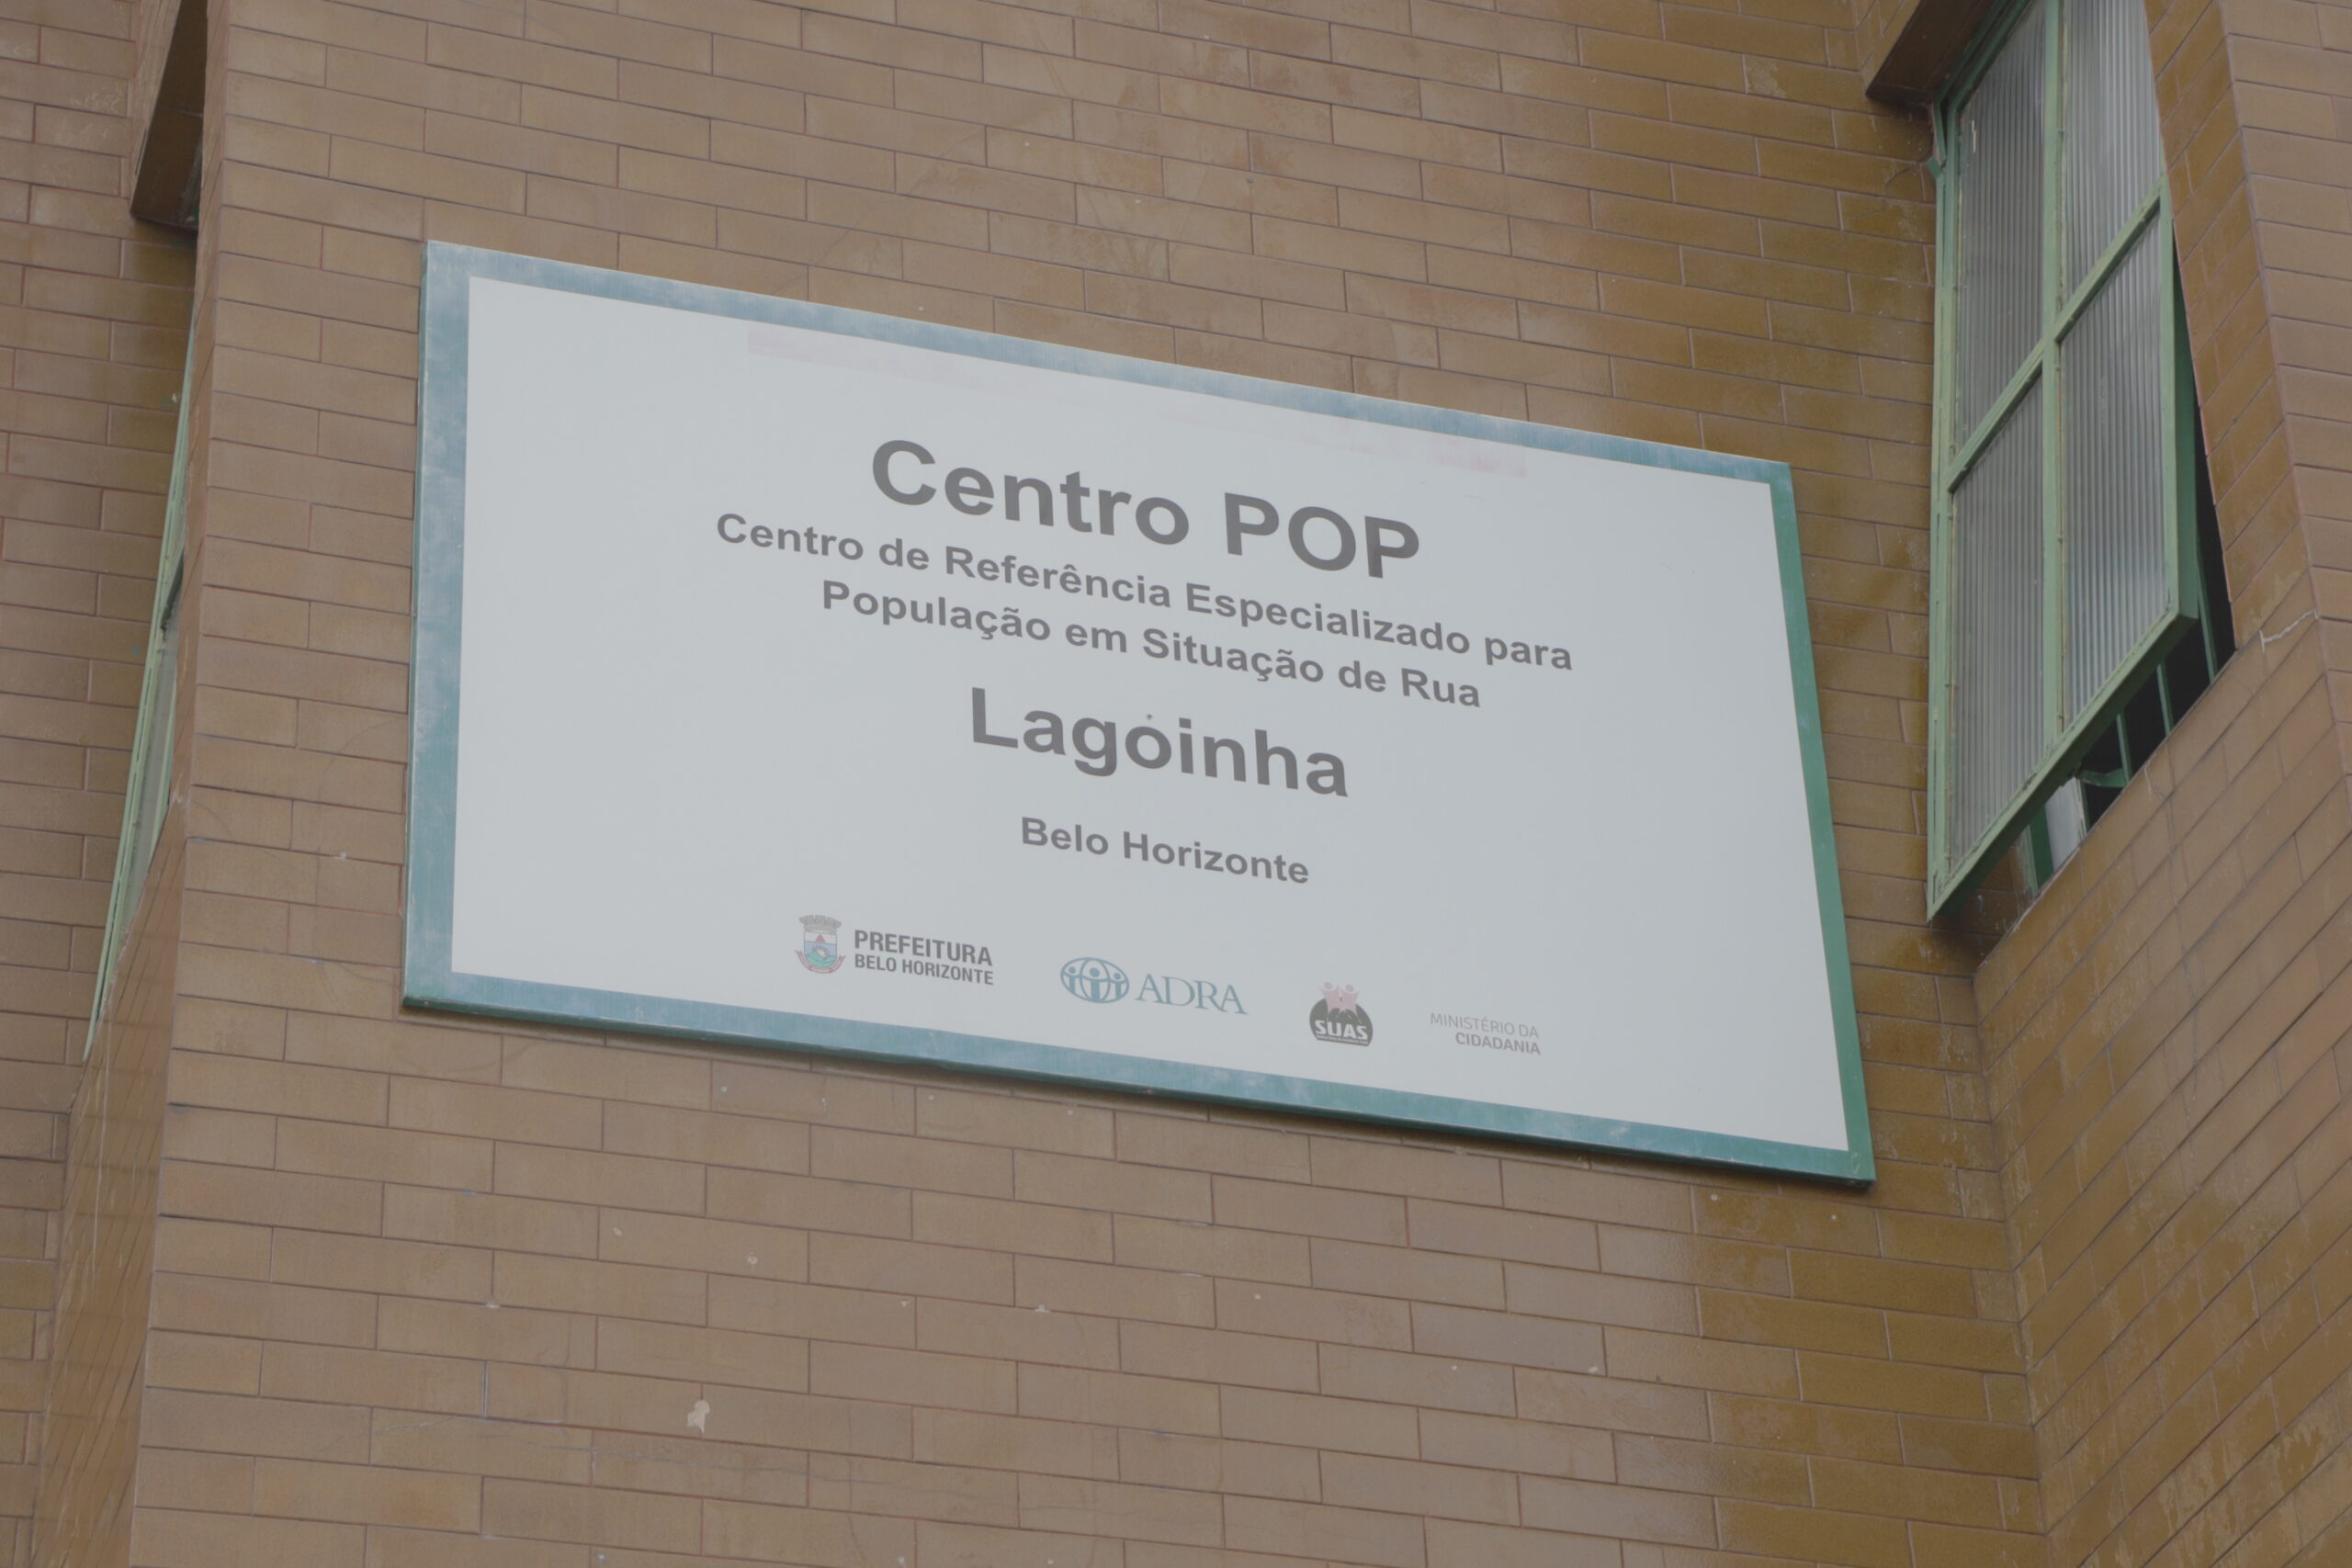 Centro POP
Centro de Referência Especializado para
População em Situação de Rua
Lagoinha
Belo Horizonte
PREFEITURA
BELO HORIZONTE
ADRA
SUAS
MINISTÉRIO DA
CIDADANIA